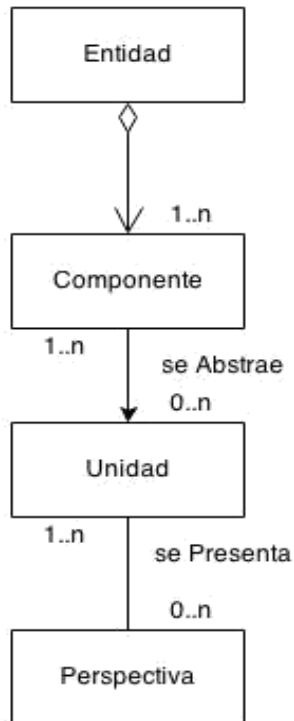 Entidad
1..n
Componente
1..n
se Abstrae
0..n
Unidad
1..n
se Presenta
0..n
Perspectiva